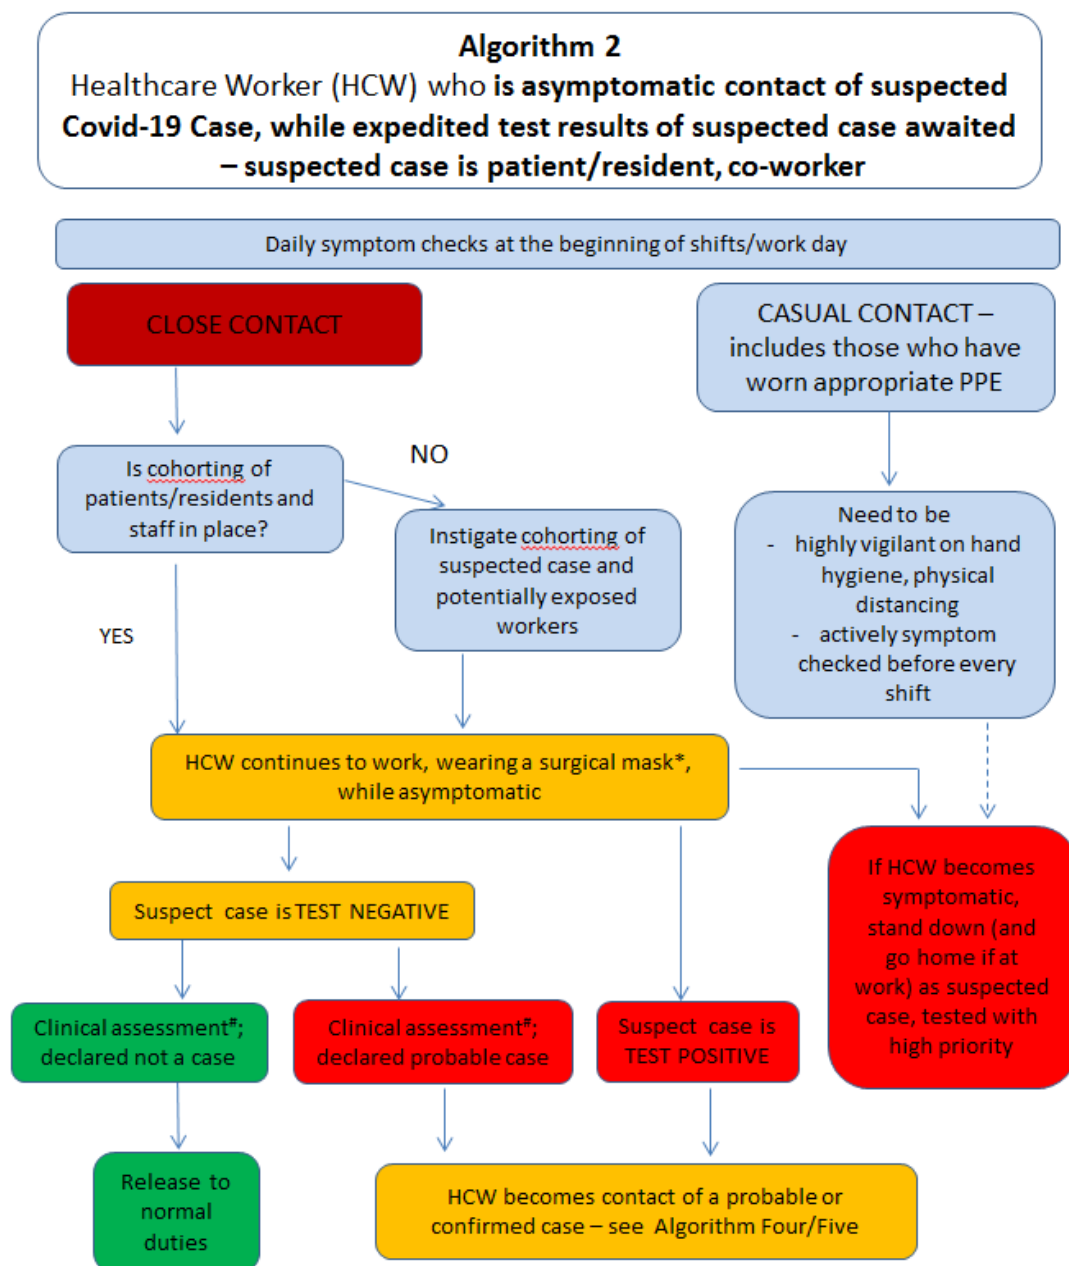 Algorithm 2
Healthcare Worker (HCW) who is asymptomatic contact of suspected
Covid-19 Case, while expedited test results of suspected case awaited
– suspected case is patient/resident, co-worker
Daily symptom checks at the beginning of shifts/work day
CLOSE CONTACT
CASUAL CONTACT –
includes those who have
worn appropriate PPE
Is cohorting of
patients/residents and
staff in place?
NO
Instigate cohorting of
suspected case and
potentially exposed
workers
Need to be
- highly vigilant on hand
hygiene, physical
distancing
- actively symptom
checked before every
shift
YES
HCW continues to work, wearing a surgical mask*,
while asymptomatic
If HCW becomes
symptomatic,
stand down (and
go home if at
work) as suspected
case, tested with
high priority
Suspect case is TEST NEGATIVE
Clinical assessment#;
declared not a case
Clinical assessment#;
declared probable case
Suspect case is
TEST POSITIVE
Release to
normal
duties
HCW becomes contact of a probable or
confirmed case – see Algorithm Four/Five